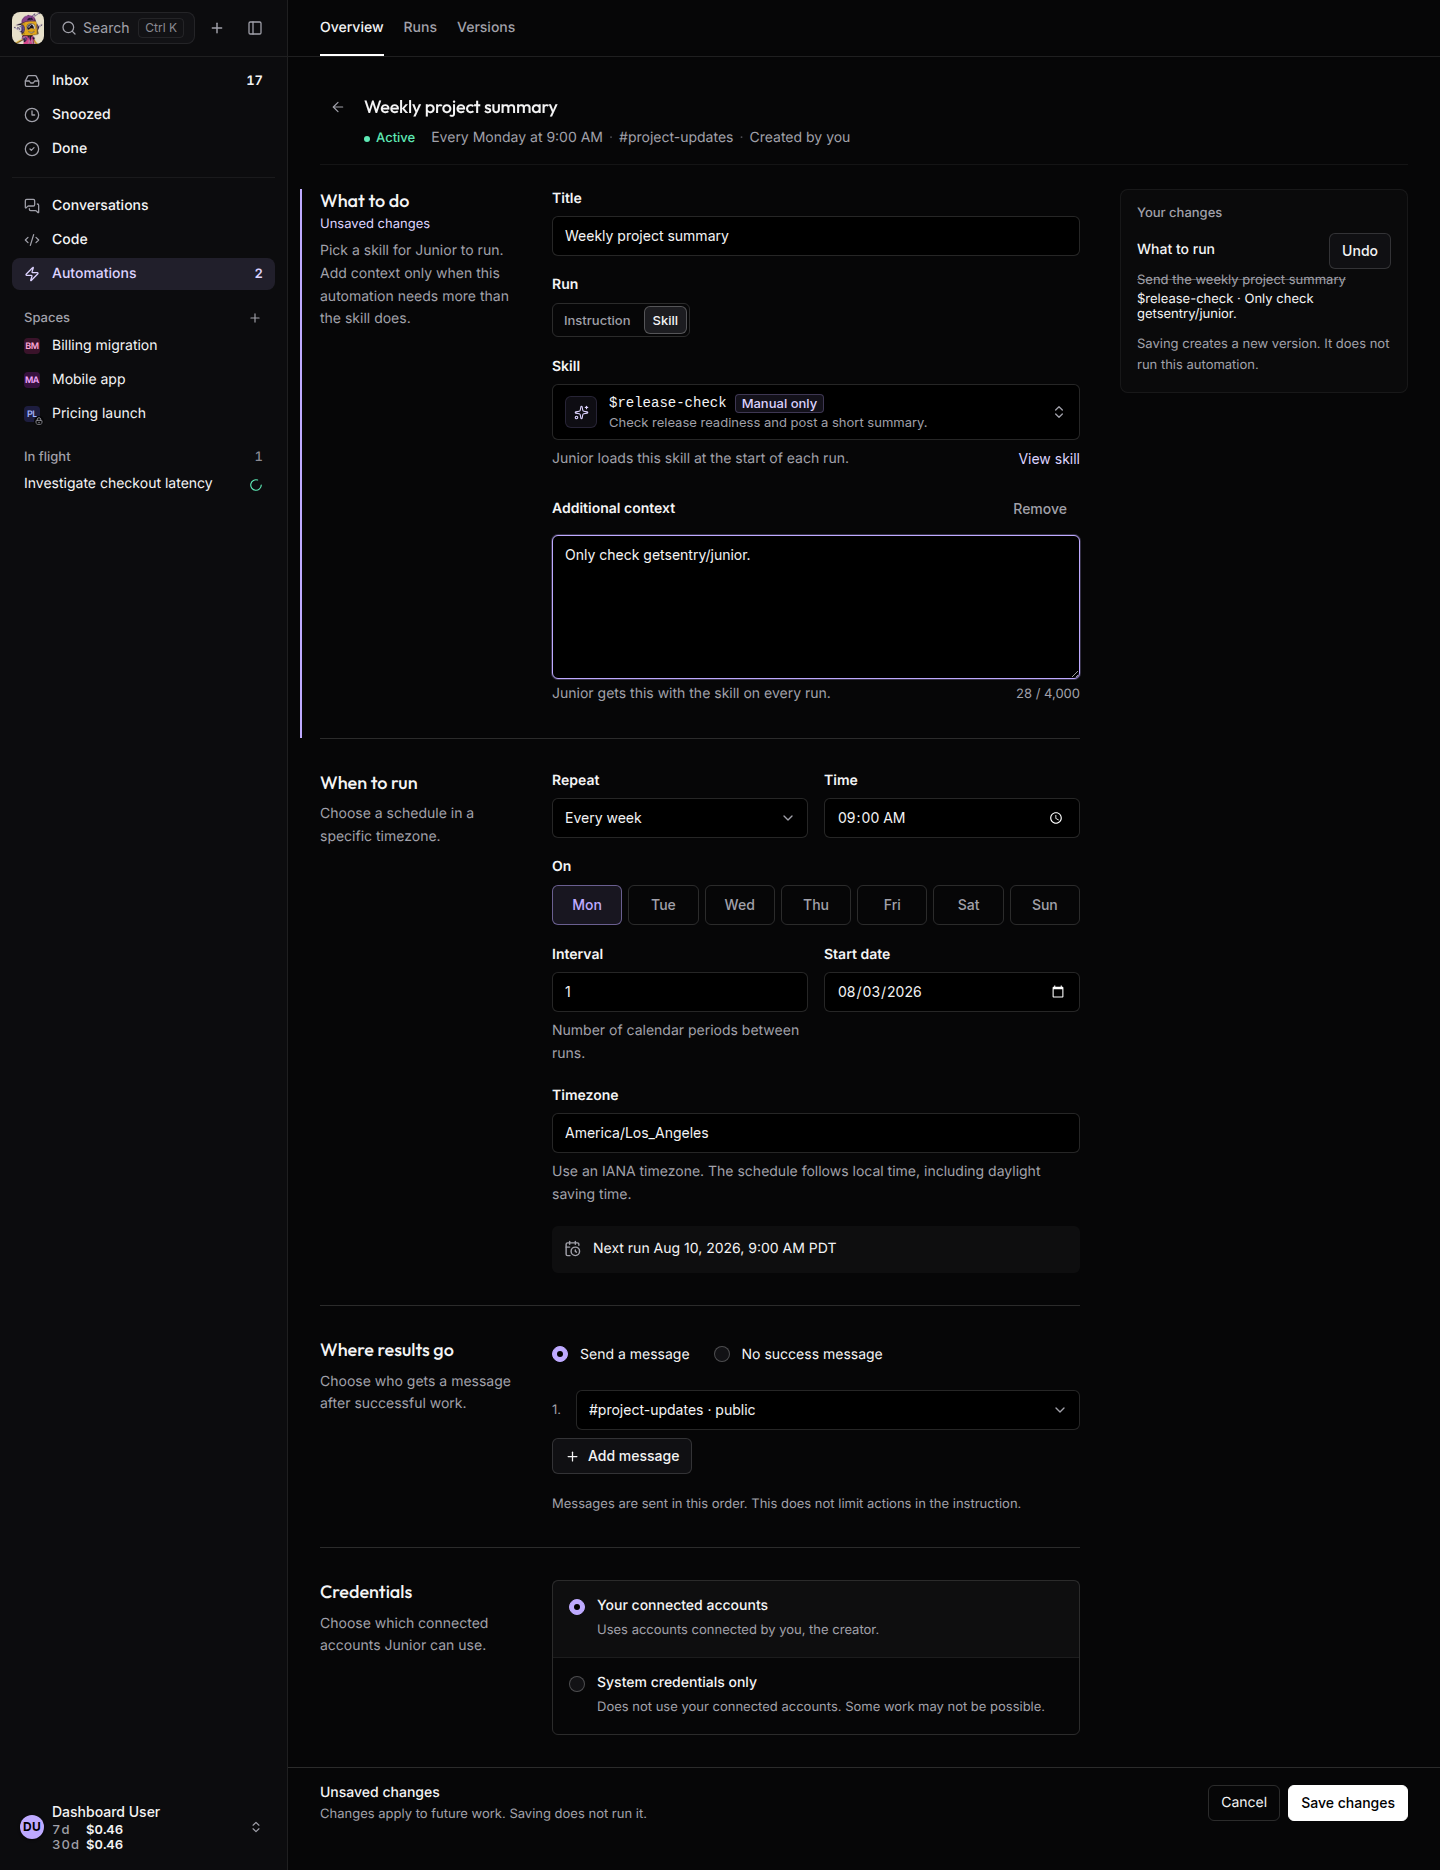 Search Ctrl K
Inbox 17
Snoozed
Done
Conversations
Code
Automations 2
Spaces
BM Billing migration
MA Mobile app
PL Pricing launch
In flight 1
Investigate checkout latency
DU
Dashboard User
7d $0.46
30d $0.46
Overview Runs Versions
Weekly project summary
Active Every Monday at 9:00 AM · #project-updates · Created by you
What to do
Unsaved changes
Pick a skill for Junior to run.
Add context only when this
automation needs more than
the skill does.
Title
Weekly project summary
Run
Instruction Skill
Skill
$release-check Manual only
Check release readiness and post a short summary.
Junior loads this skill at the start of each run. View skill
Additional context Remove
Only check getsentry/junior.
Junior gets this with the skill on every run. 28 / 4,000
Your changes
What to run Undo
Send the weekly project summary
$release-check · Only check
getsentry/junior.
Saving creates a new version. It does not
run this automation.
When to run
Choose a schedule in a
specific timezone.
Repeat Time
Every week 09:00 AM
On
Mon Tue Wed Thu Fri Sat Sun
Interval Start date
1 08/03/2026
Number of calendar periods between
runs.
Timezone
America/Los_Angeles
Use an IANA timezone. The schedule follows local time, including daylight
saving time.
Next run Aug 10, 2026, 9:00 AM PDT
Where results go
Choose who gets a message
after successful work.
Send a message No success message
1. #project-updates · public
Add message
Messages are sent in this order. This does not limit actions in the instruction.
Credentials
Choose which connected
accounts Junior can use.
Your connected accounts
Uses accounts connected by you, the creator.
System credentials only
Does not use your connected accounts. Some work may not be possible.
Unsaved changes
Changes apply to future work. Saving does not run it.
Cancel Save changes